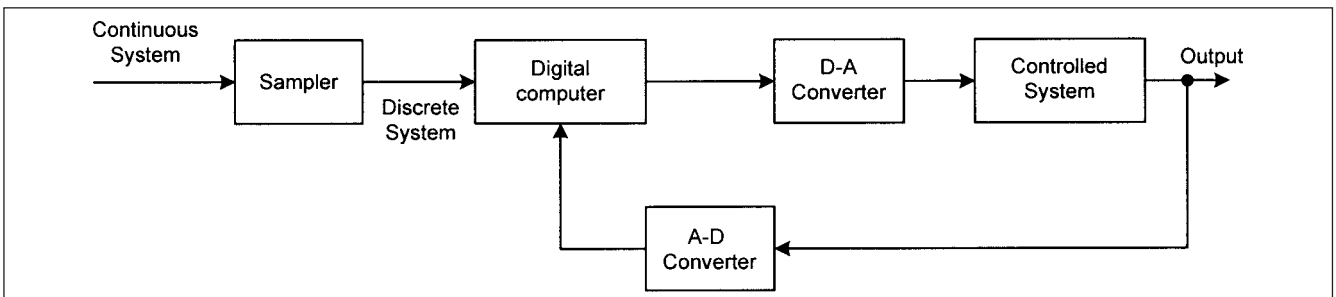 Continuous
System
Sampler
Discrete
System
Digital
computer
D-A
Converter
Controlled
System
Output
A-D
Converter